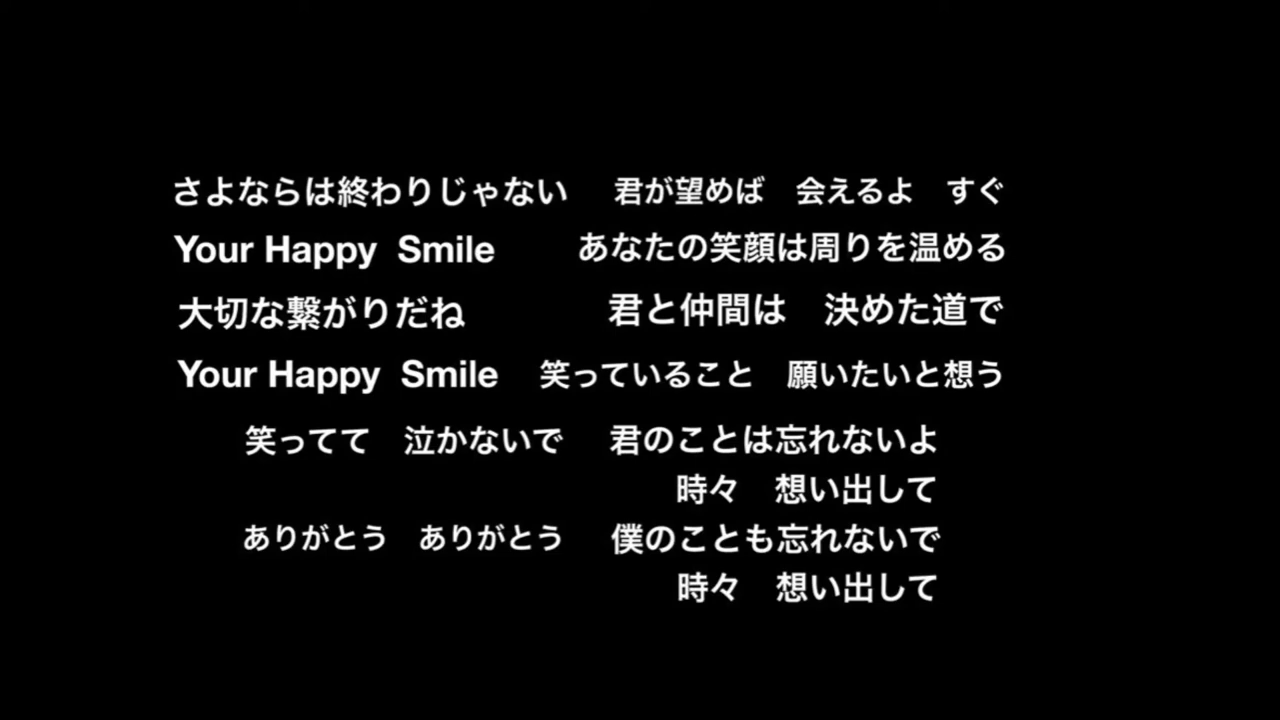 さよならは終わりじゃない　君が望めば　会えるよ　すぐ
Your Happy  Smile　あなたの笑顔は周りを温める
大切な繋がりだね　君と仲間は　決めた道で
Your Happy  Smile　笑っていること　願いたいと想う
笑ってて　泣かないで　君のことは忘れないよ
時々　想い出して
ありがとう　ありがとう　僕のことも忘れないで
時々　想い出して